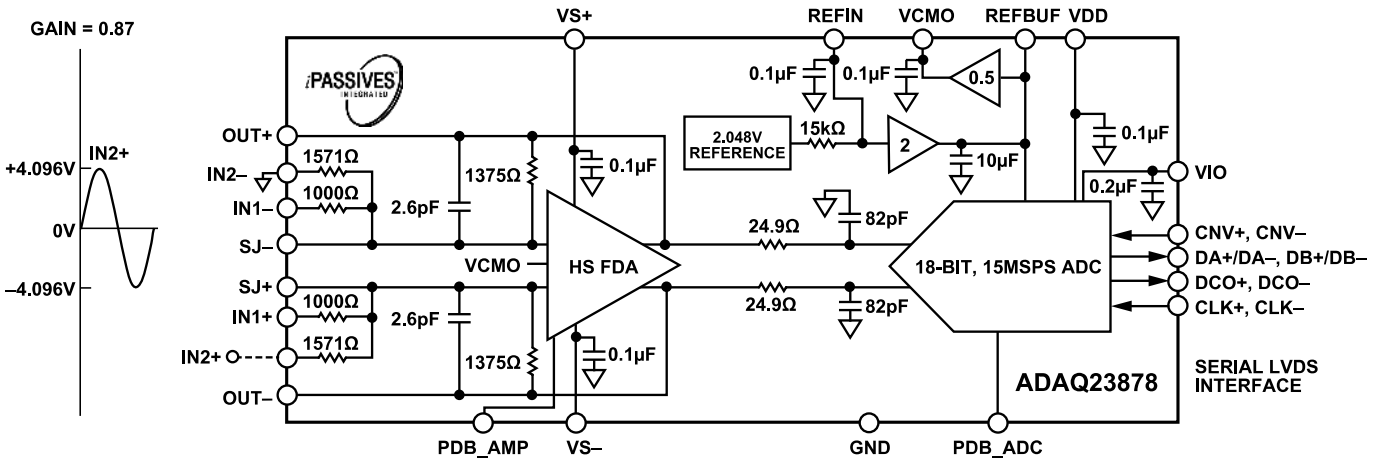 GAIN = 0.87
IN2+
+4.096V
0V
–4.096V
VS+
REFIN
VCMO
REFBUF
VDD
iPASSIVES
INTEGRATED
0.1µF
0.1µF
0.5
2.048V
REFERENCE
15kΩ
2
10µF
0.1µF
0.2µF
VIO
OUT+
1571Ω
IN2–
1000Ω
IN1–
SJ–
2.6pF
1375Ω
0.1µF
VCMO
HS FDA
24.9Ω
82pF
18-BIT, 15MSPS ADC
CNV+, CNV–
DA+/DA–, DB+/DB–
DCO+, DCO–
CLK+, CLK–
SJ+
1000Ω
IN1+
1571Ω
IN2+
OUT–
2.6pF
1375Ω
0.1µF
24.9Ω
82pF
ADAQ23878
SERIAL LVDS
INTERFACE
PDB_AMP
VS–
GND
PDB_ADC